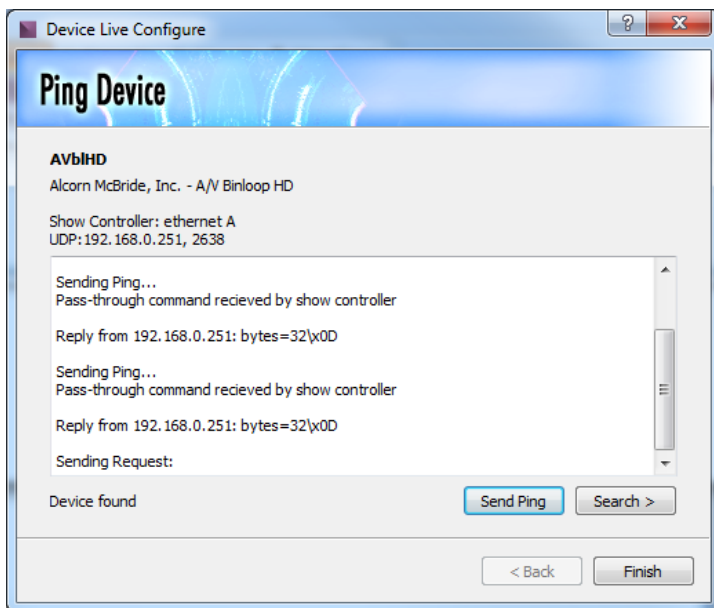 Device Live Configure
?
X
Ping Device
AVblHD
Alcorn McBride, Inc. - A/V Binloop HD
Show Controller: ethernet A
UDP:192.168.0.251, 2638
Sending Ping...
Pass-through command recieved by show controller
Reply from 192.168.0.251: bytes=32\x0D
Sending Ping...
Pass-through command recieved by show controller
Reply from 192.168.0.251: bytes=32\x0D
Sending Request:
Device found
Send Ping
Search >
< Back
Finish